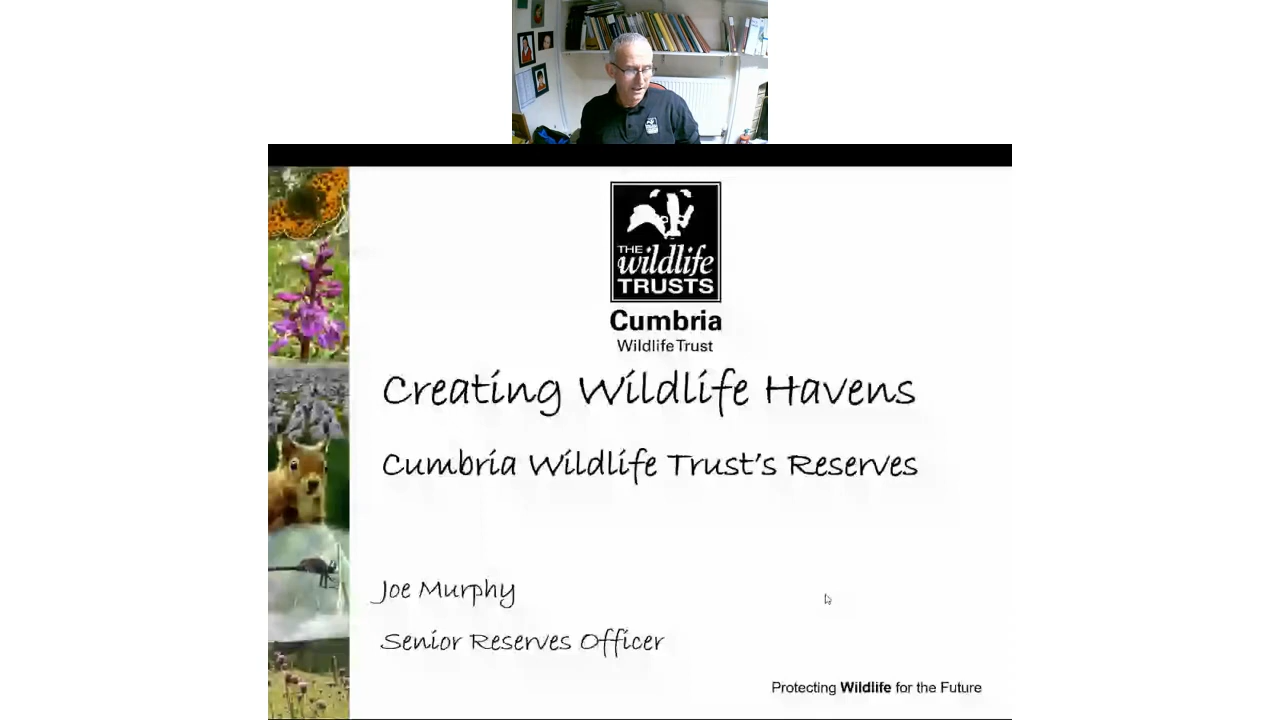 THE
wildlife
TRUSTS
Cumbria
Wildlife Trust
Creating Wildlife Havens
Cumbria Wildlife Trust's Reserves
Joe Murphy
Senior Reserves Officer
Protecting Wildlife for the Future